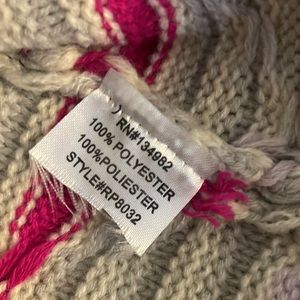 RN#134982
100% POLYESTER
100%POLIESTER
STYLE#RP8032